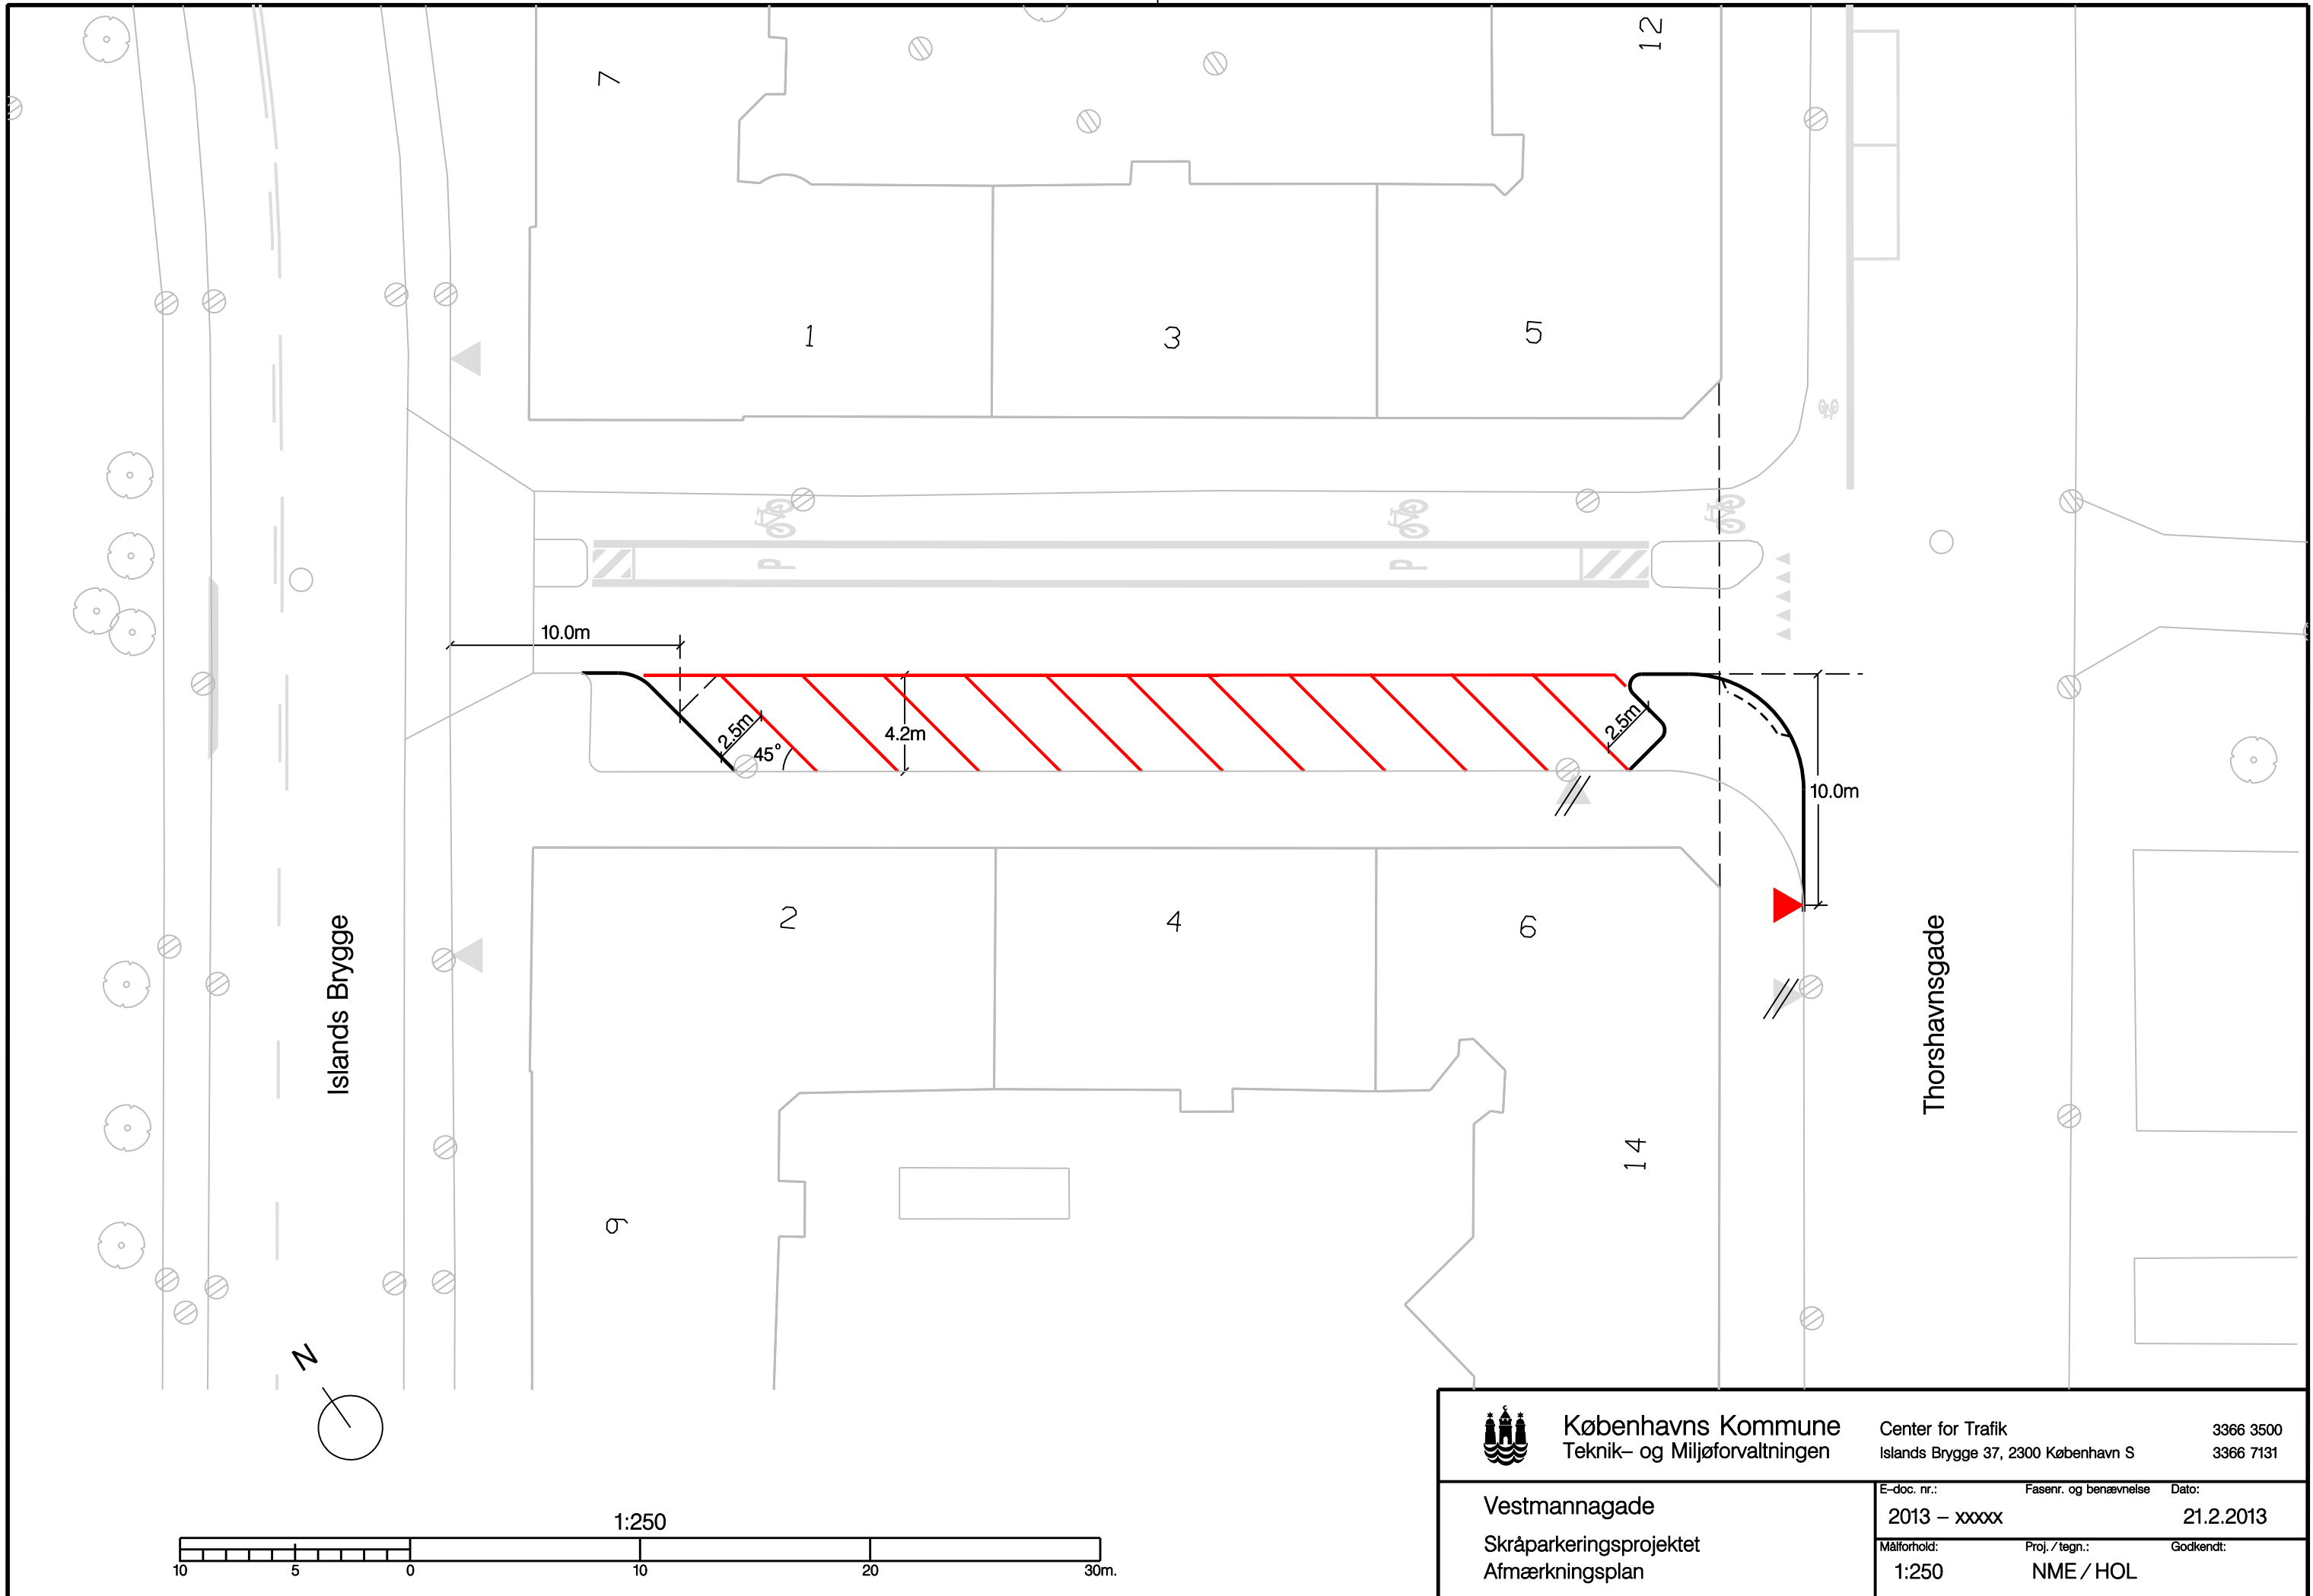 7
12
1
3
5
P
P
10.0m
2.5m
45°
4.2m
2.5m
10.0m
2
4
6
Islands Brygge
Thorshavnsgade
14
9
N
1:250
10 5 0 10 20 30m.
Københavns Kommune
Teknik– og Miljøforvaltningen
Center for Trafik 3366 3500
Islands Brygge 37, 2300 København S 3366 7131
Vestmannagade
Skråparkeringsprojektet
Afmærkningsplan
E–doc. nr.: Fasenr. og benævnelse Dato:
2013 – xxxxx 21.2.2013
Målforhold: Proj./tegn.: Godkendt:
1:250 NME/HOL